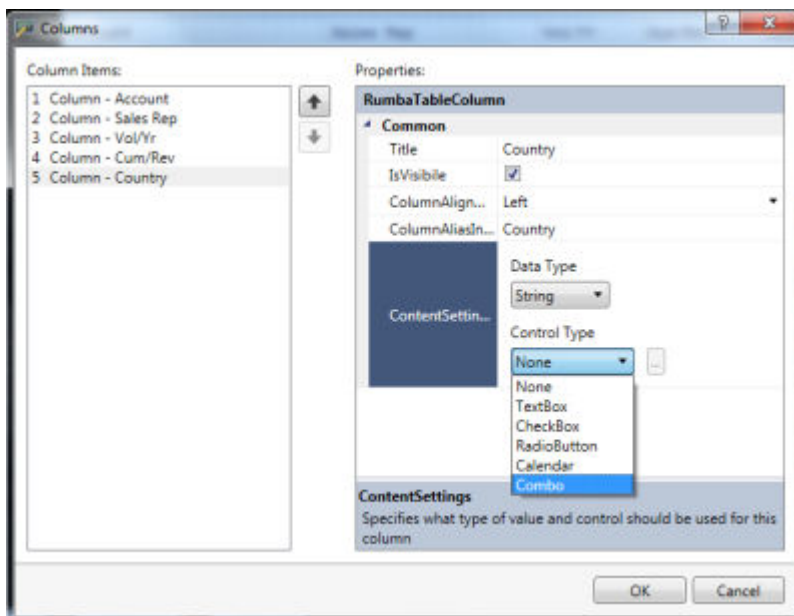 Columns
Column Items:
1 Column - Account
2 Column - Sales Rep
3 Column - Vol/Yr
4 Column - Cum/Rev
5 Column - Country
Properties:
RumbaTableColumn
Common
Title Country
IsVisibile
ColumnAlign... Left
ColumnAliasIn... Country
ContentSettin...
Data Type
String
Control Type
None
...
None
TextBox
CheckBox
RadioButton
Calendar
Combo
ContentSettings
Specifies what type of value and control should be used for this
column
OK Cancel